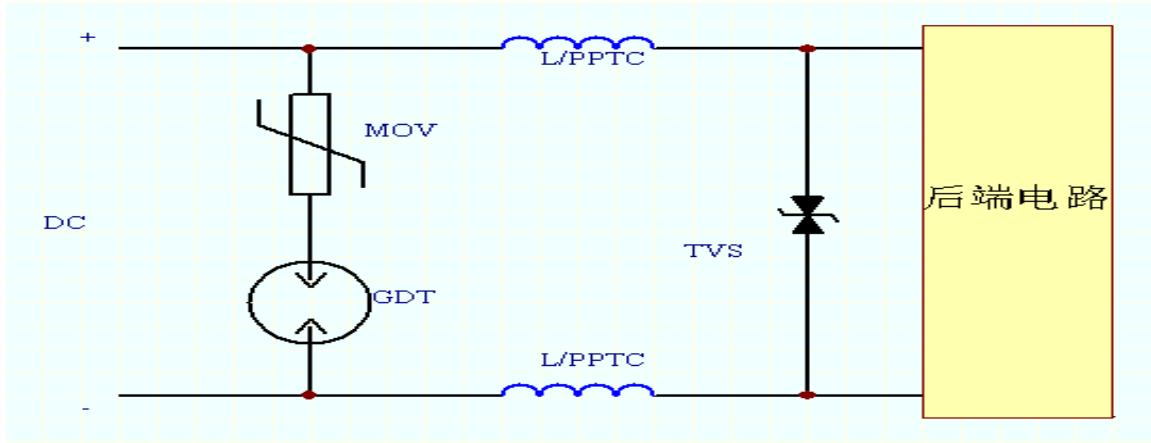 +
L/PPTC
MOV
后端电路
DC
TVS
GDT
L/PPTC
-